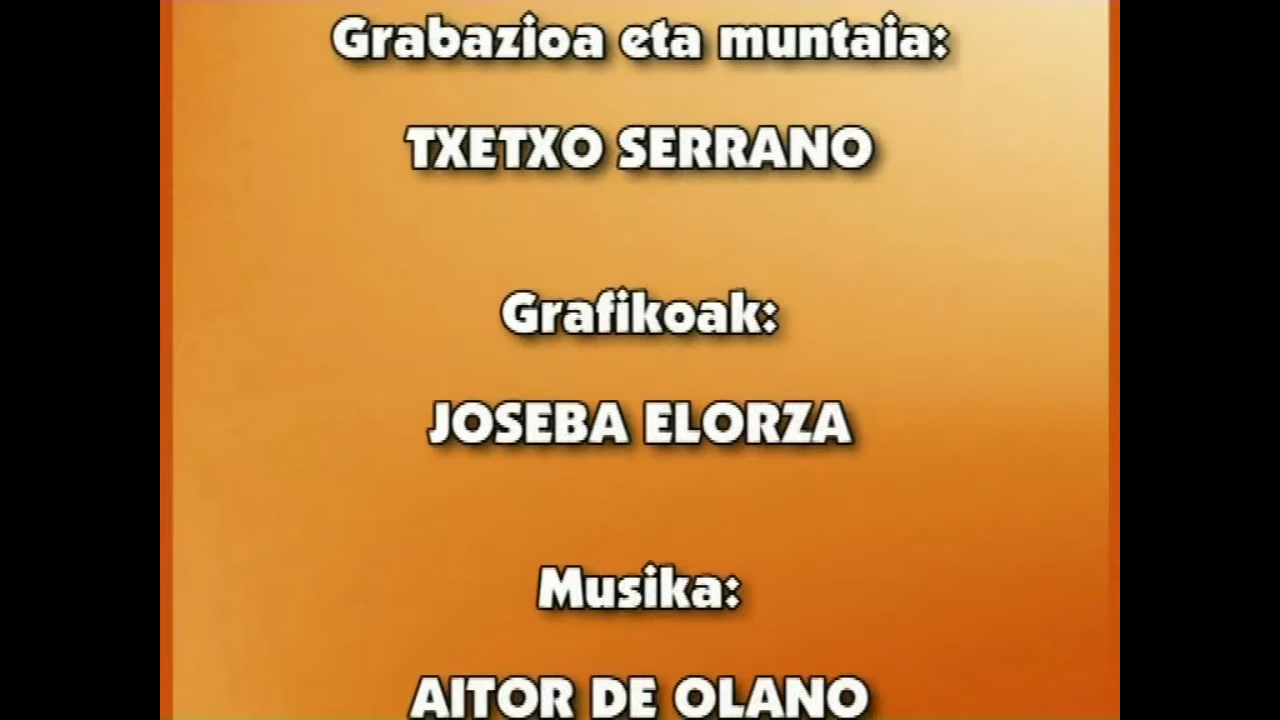 Grabazioa eta muntaia:
TXETXO SERRANO
Grafikoak:
JOSEBA ELORZA
Musika:
AITOR DE OLANO